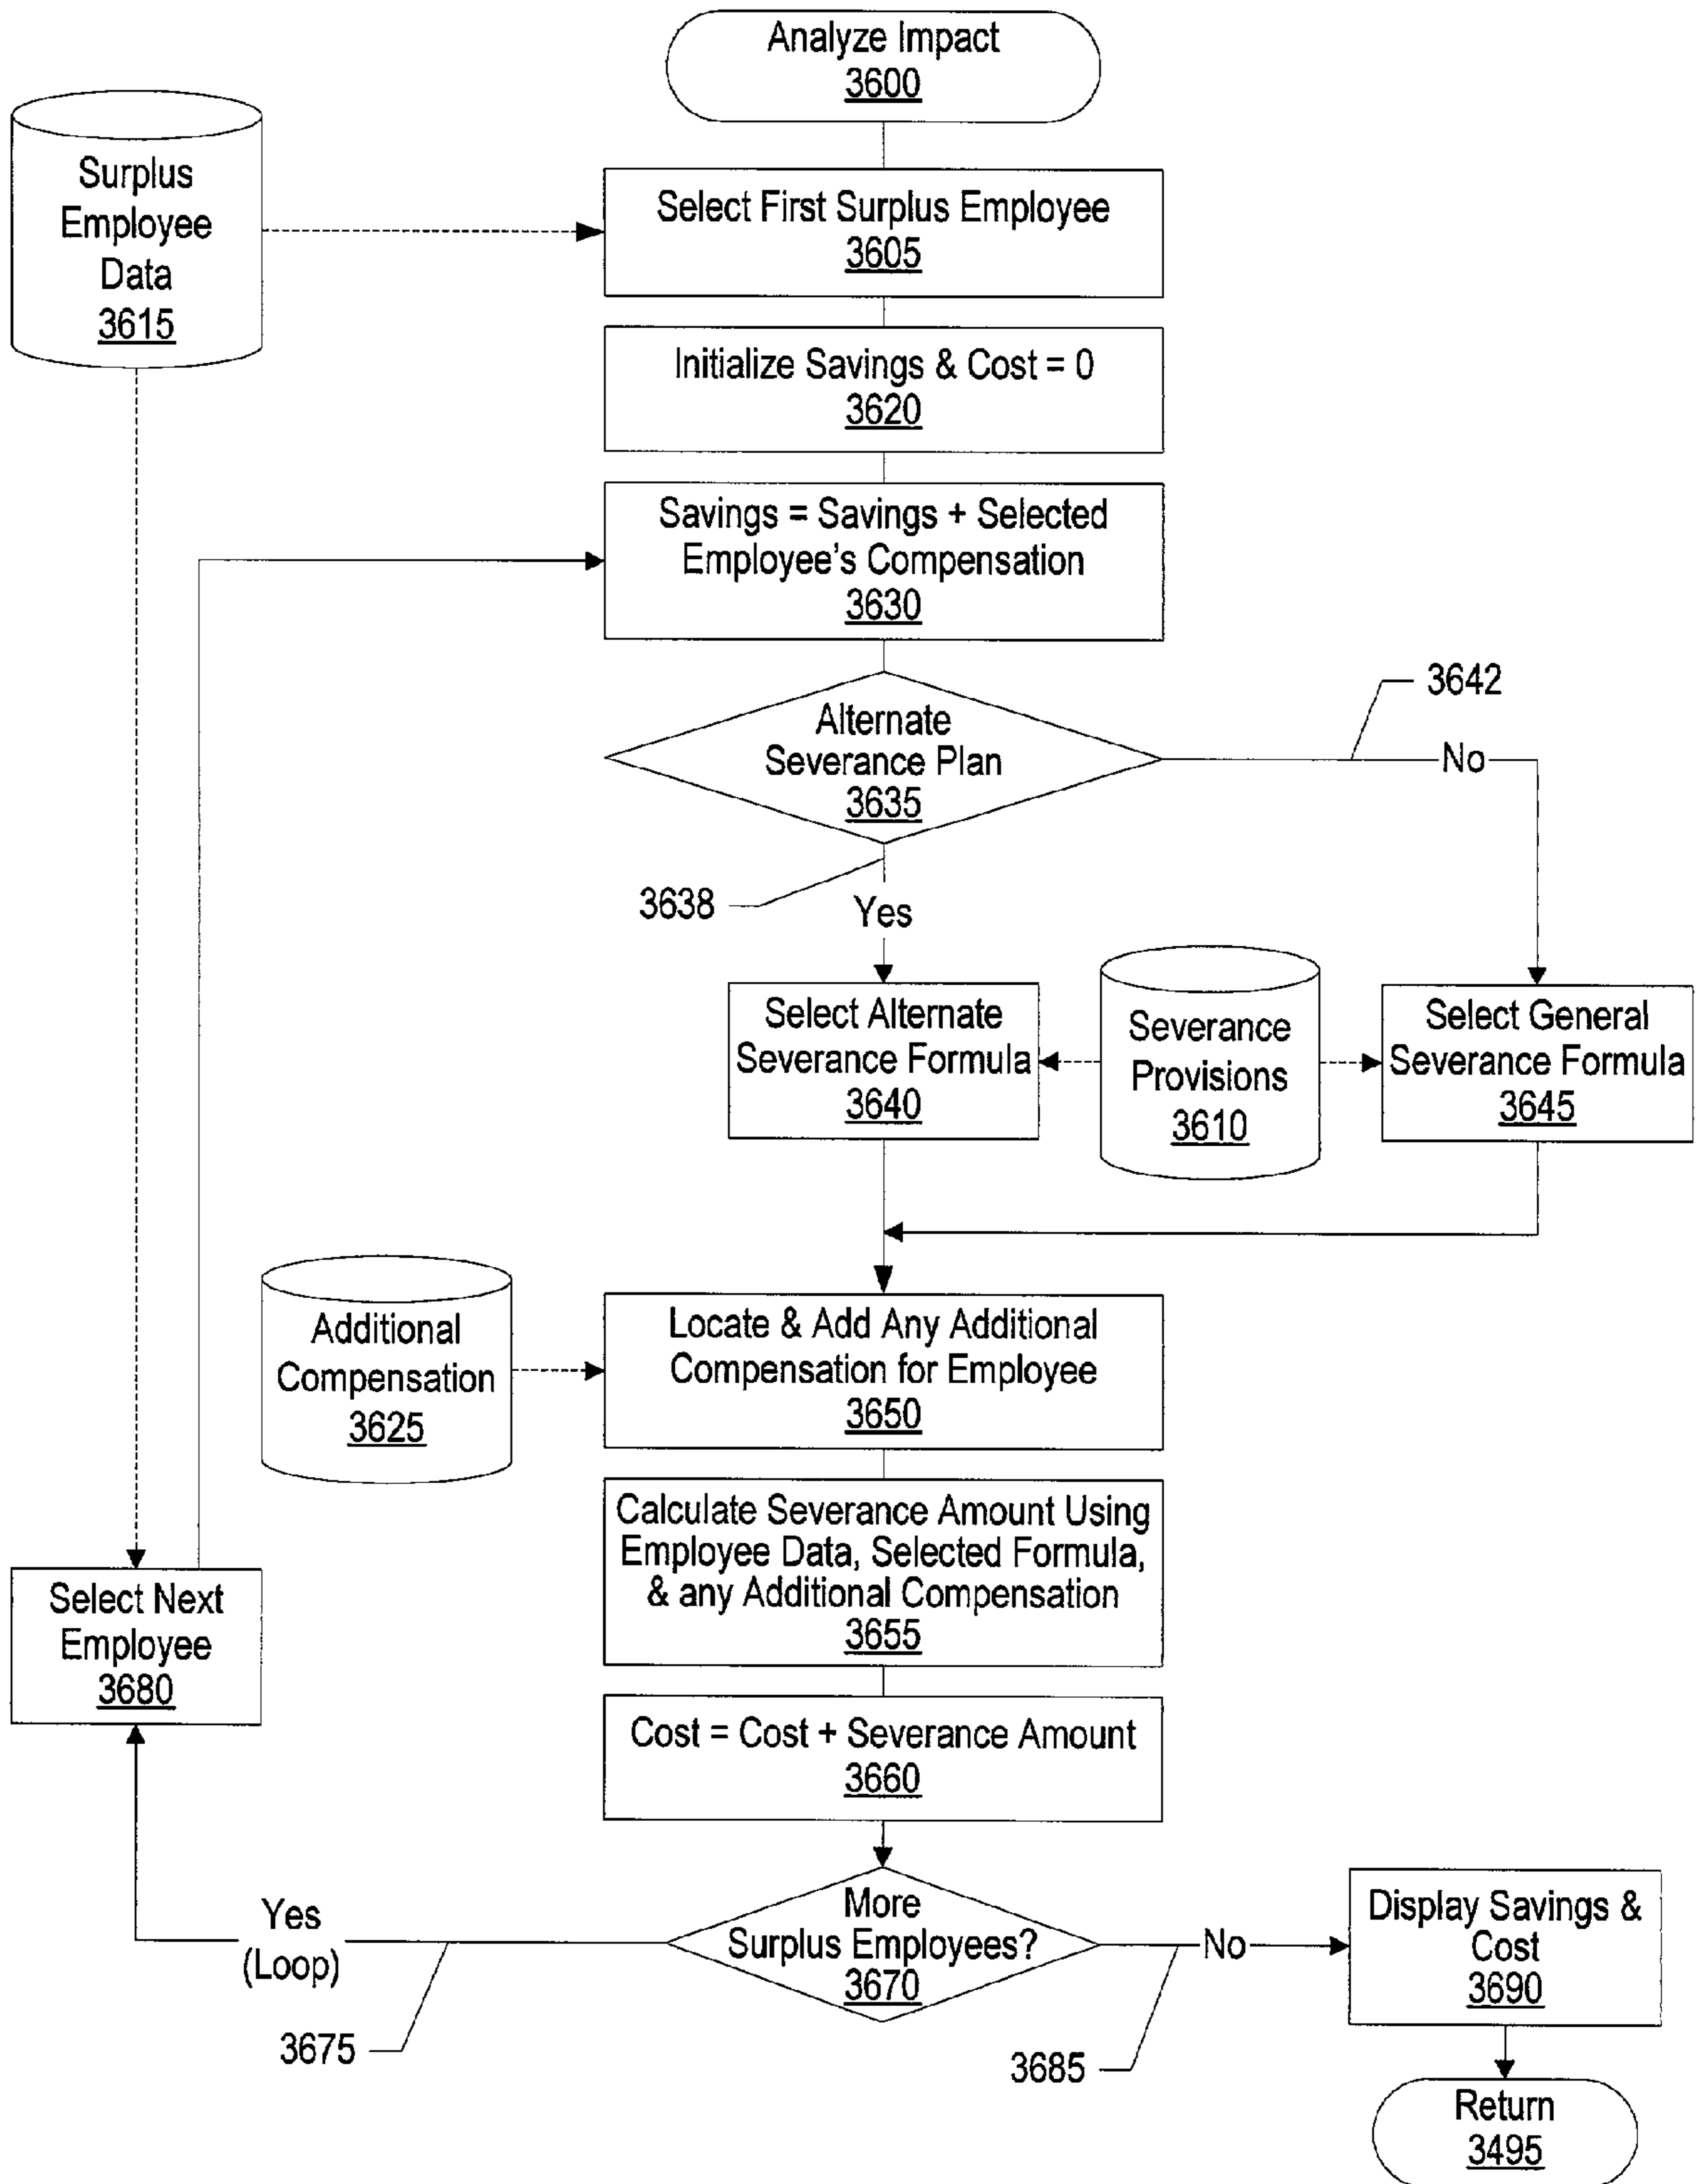 Analyze Impact
3600
Surplus
Employee
Data
3615
Select First Surplus Employee
3605
Initialize Savings & Cost = 0
3620
Savings = Savings + Selected
Employee's Compensation
3630
Alternate
Severance Plan
3635
3642
No
3638
Yes
Select Alternate
Severance Formula
3640
Severance
Provisions
3610
Select General
Severance Formula
3645
Additional
Compensation
3625
Locate & Add Any Additional
Compensation for Employee
3650
Calculate Severance Amount Using
Employee Data, Selected Formula,
& any Additional Compensation
3655
Select Next
Employee
3680
Cost = Cost + Severance Amount
3660
More
Surplus Employees?
3670
Yes
(Loop)
3675
No
3685
Display Savings &
Cost
3690
Return
3495